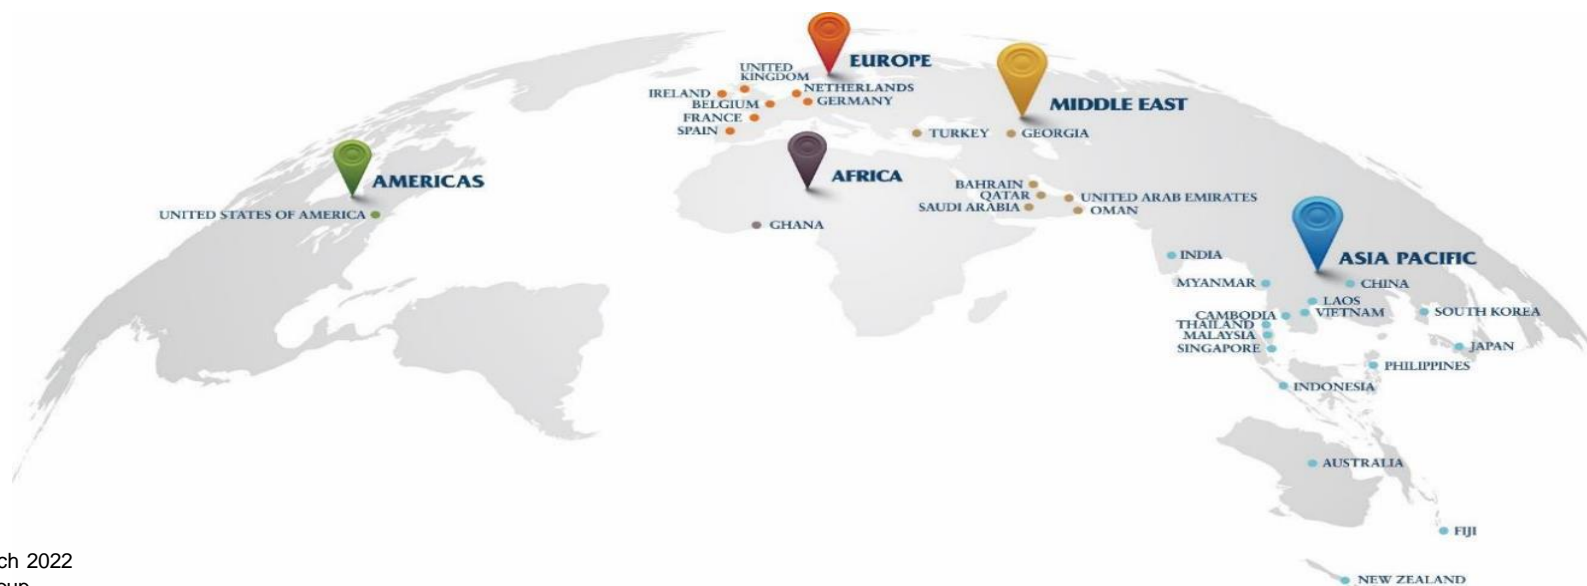 EUROPE
UNITED
KINGDOM
IRELAND
NETHERLANDS
BELGIUM
GERMANY
FRANCE
SPAIN
MIDDLE EAST
TURKEY
GEORGIA
AMERICAS
UNITED STATES OF AMERICA
AFRICA
GHANA
BAHRAIN
QATAR
SAUDI ARABIA
UNITED ARAB EMIRATES
OMAN
ASIA PACIFIC
INDIA
MYANMAR
CHINA
LAOS
CAMBODIA
VIETNAM
SOUTH KOREA
THAILAND
MALAYSIA
SINGAPORE
JAPAN
PHILIPPINES
INDONESIA
AUSTRALIA
FIJI
NEW ZEALAND
2022